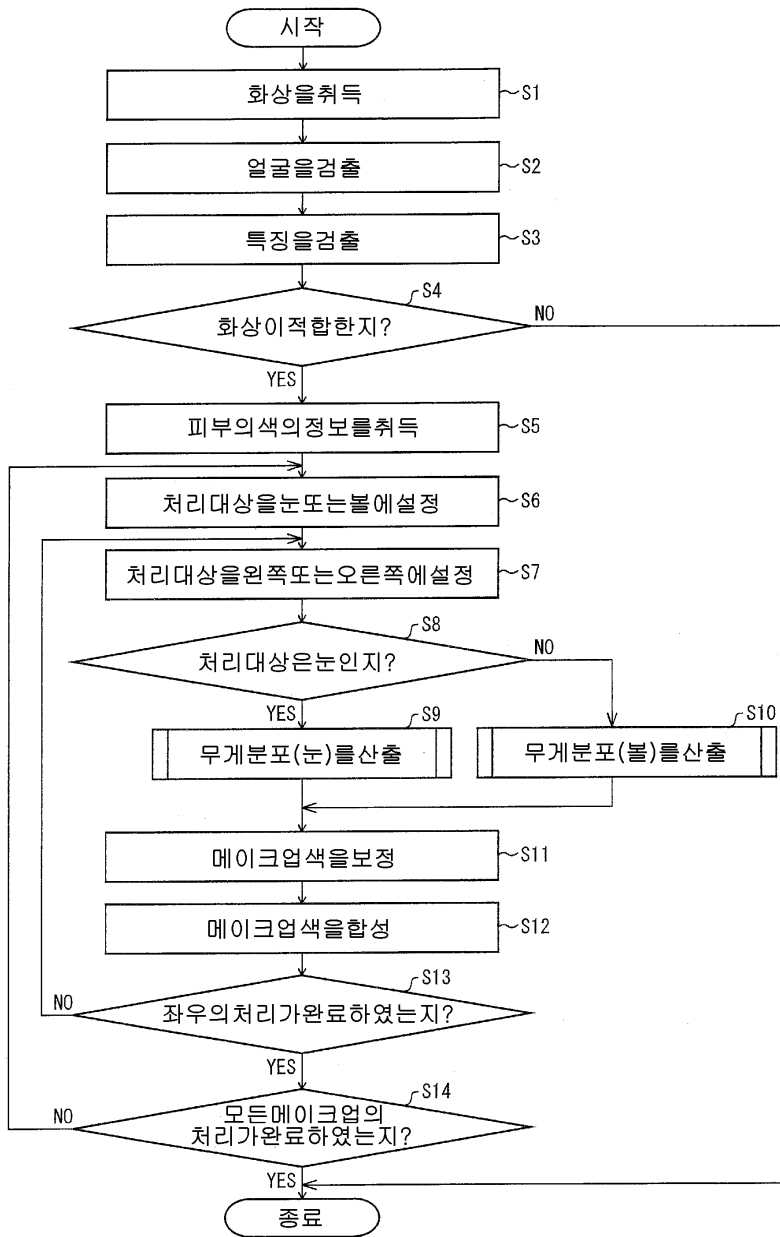 시작
화상을취득
S1
얼굴을검출
S2
특징을검출
S3
S4
화상이적합한지?
NO
YES
피부의색의정보를취득
S5
처리대상을눈또는볼에설정
S6
처리대상을왼쪽또는오른쪽에설정
S7
S8
처리대상은눈인지?
NO
YES
S9
무게분포(눈)를산출
S10
무게분포(볼)를산출
메이크업색을보정
S11
메이크업색을합성
S12
S13
NO
좌우의처리가완료하였는지?
YES
S14
NO
모든메이크업의
처리가완료하였는지?
YES
종료